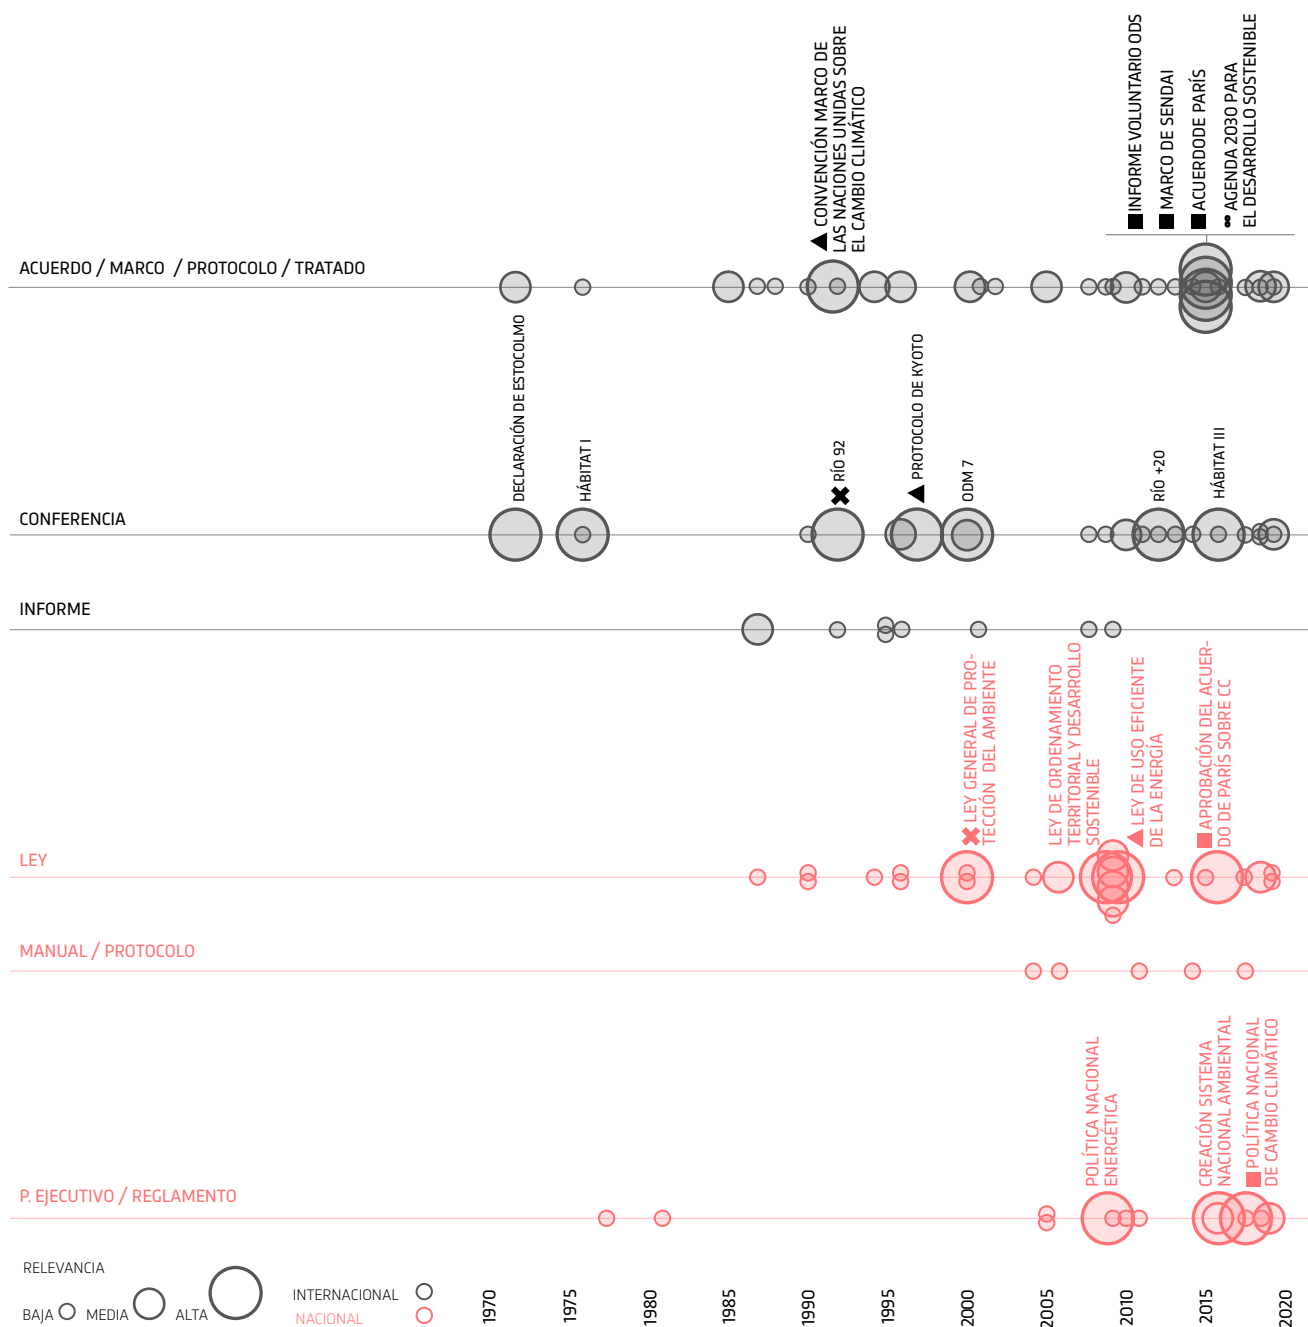 INFORME VOLUNTARIO ODS
MARCO DE SENDAI
ACUERDODE PARÍS
AGENDA 2030 PARA
EL DESARROLLO SOSTENIBLE
CONVENCIÓN MARCO DE
LAS NACIONES UNIDAS SOBRE
EL CAMBIO CLIMÁTICO
ACUERDO / MARCO / PROTOCOLO / TRATADO
DECLARACIÓN DE ESTOCOLMO
HÁBITAT I
RÍO 92
PROTOCOLO DE KYOTO
ODM 7
RÍO +20
HÁBITAT III
CONFERENCIA
INFORME
LEY GENERAL DE PRO-
TECCIÓN DEL AMBIENTE
LEY DE ORDENAMIENTO
TERRITORIAL Y DESARROLLO
SOSTENIBLE
LEY DE USO EFICIENTE
DE LA ENERGÍA
APROBACIÓN DEL ACUER-
DO DE PARÍS SOBRE CC
LEY
MANUAL / PROTOCOLO
POLÍTICA NACIONAL
ENERGÉTICA
CREACIÓN SISTEMA
NACIONAL AMBIENTAL
POLÍTICA NACIONAL
DE CAMBIO CLIMÁTICO
P. EJECUTIVO / REGLAMENTO
RELEVANCIA
BAJA MEDIA ALTA
INTERNACIONAL
NACIONAL
1970 1975 1980 1985 1990 1995 2000 2005 2010 2015 2020